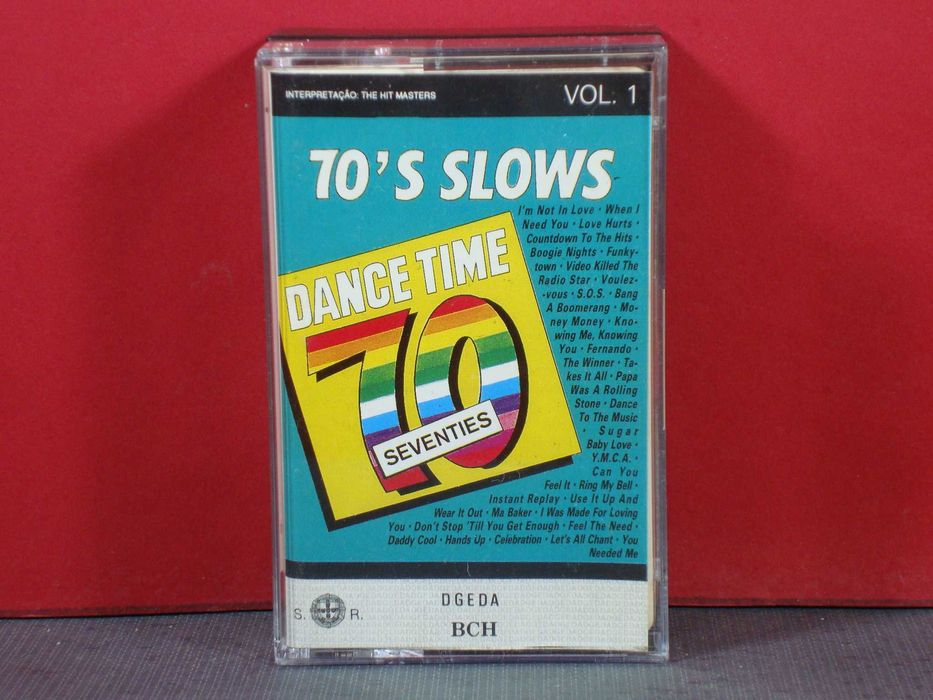 INTERPRETAÇÃO: THE HIT MASTERS
VOL. 1
70'S SLOWS
DANCE TIME
70
SEVENTIES
I'm Not In Love • When I
Need You • Love Hurts •
Countdown To The Hits •
Boogie Nights • Funky-
town • Video Killed The
Radio Star • Voulez-
-vous • S.O.S. • Bang
A Boomerang • Mo-
ney Money • Kno-
wing Me, Knowing
You • Fernando •
The Winner • Ta-
kes It All • Papa
Was A Rolling
Stone • Dance
To The Music
• Sugar
Baby Love •
Y.M.C.A. •
Can You
Feel It • Ring My Bell •
Instant Replay • Use It Up And
Wear It Out • Ma Baker • I Was Made For Loving
You • Don't Stop 'Till You Get Enough • Feel The Need •
Daddy Cool • Hands Up • Celebration • Let's All Chant • You
Needed Me
S. R.
DGEDA
BCH